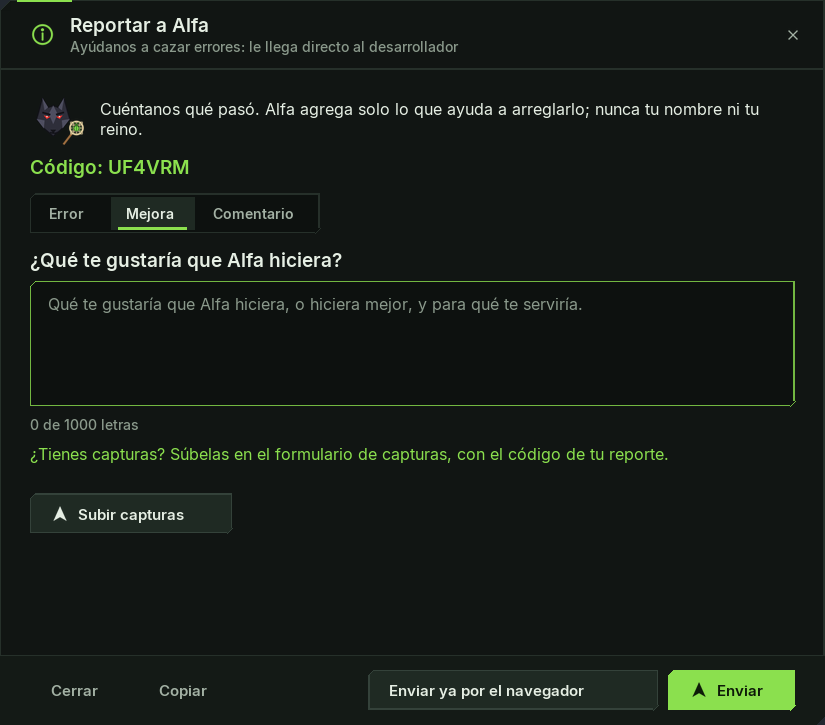 Reportar a Alfa
Ayúdanos a cazar errores: le llega directo al desarrollador
Cuéntanos qué pasó. Alfa agrega solo lo que ayuda a arreglarlo; nunca tu nombre ni tu
reino.
Código: UF4VRM
Error
Mejora
Comentario
¿Qué te gustaría que Alfa hiciera?
Qué te gustaría que Alfa hiciera, o hiciera mejor, y para qué te serviría.
0 de 1000 letras
¿Tienes capturas? Súbelas en el formulario de capturas, con el código de tu reporte.
Subir capturas
Cerrar
Copiar
Enviar ya por el navegador
Enviar